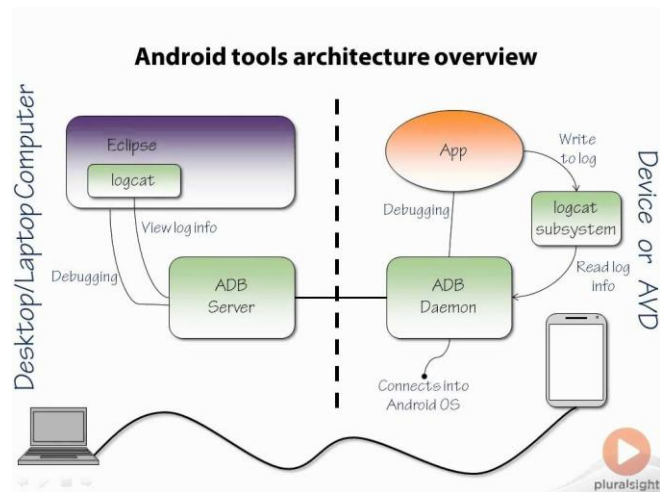 Android tools architecture overview
Desktop/Laptop Computer
Eclipse
logcat
View log info
Debugging
ADB
Server
App
Write
to log
Debugging
logcat
subsystem
Read log
info
ADB
Daemon
Connects into
Android OS
Device or AVD
pluralsight